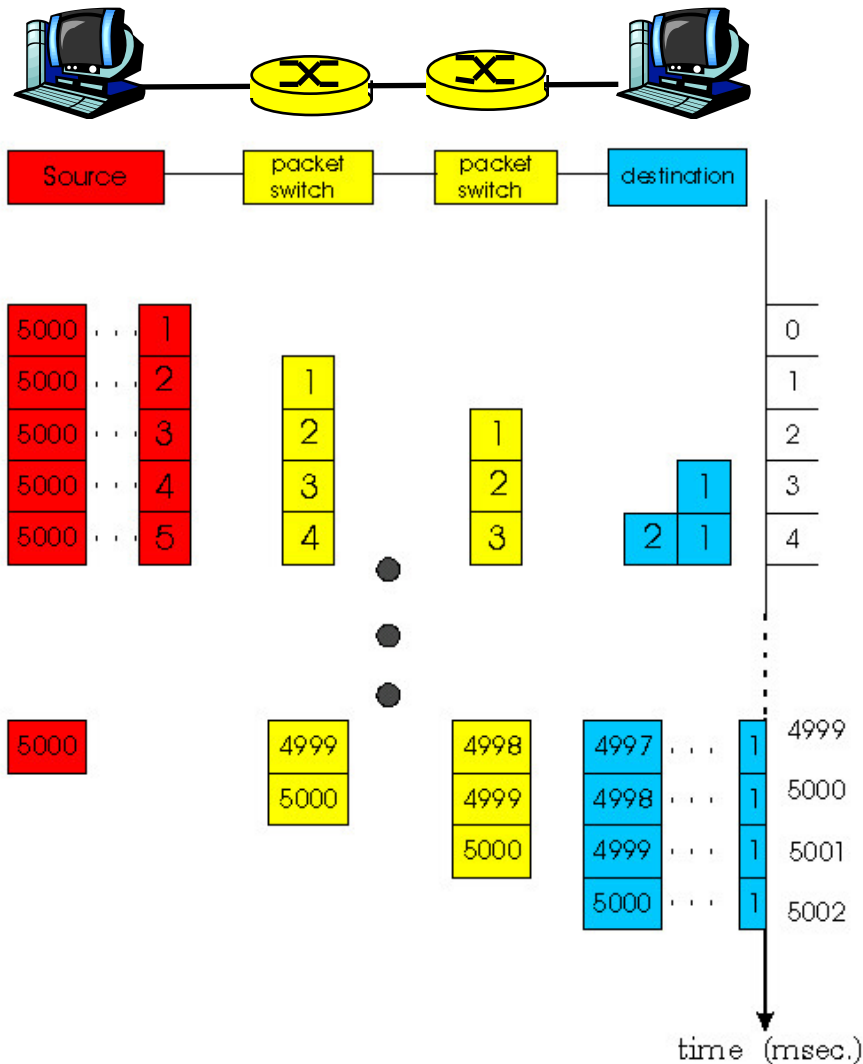 Source
packet
switch
packet
switch
destination
5000 . . . 1 0
5000 . . . 2 1 1
5000 . . . 3 2 1 2
5000 . . . 4 3 2 1 3
5000 . . . 5 4 3 2 1 4
5000 4999 4998 4997 . . . 1 4999
5000 4999 4998 . . . 1 5000
5000 4999 . . . 1 5001
5000 . . . 1 5002
time (msec.)